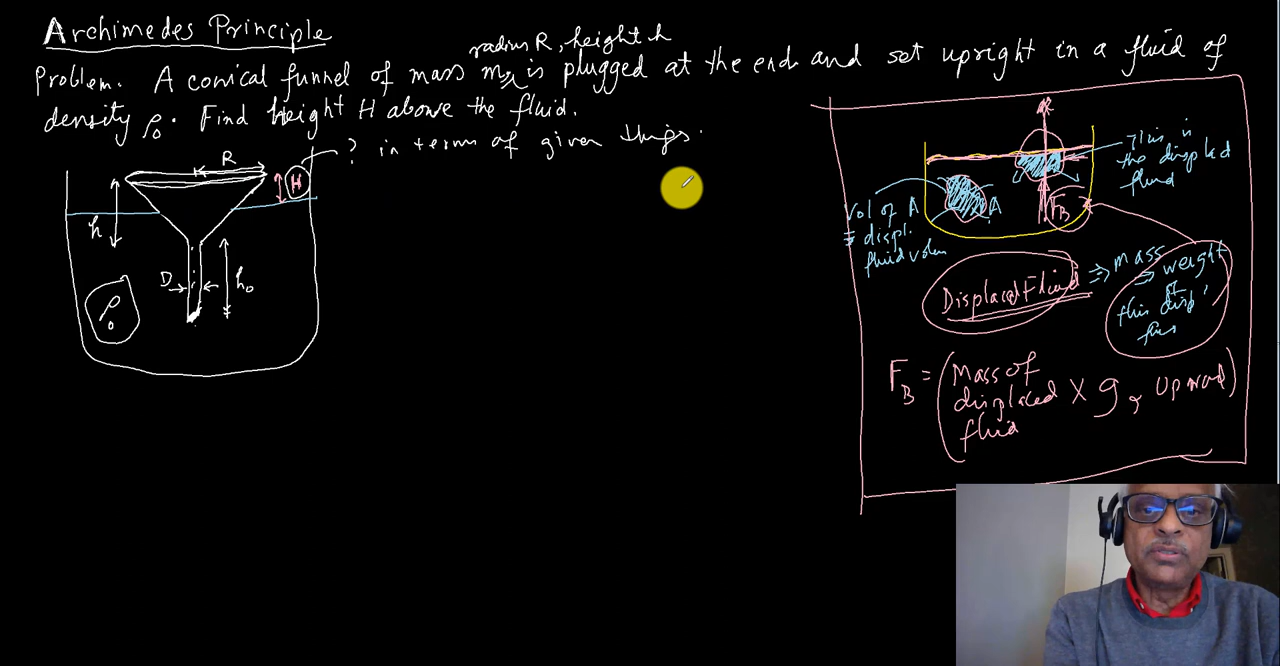 Archimedes Principle
radius R, height h
Problem. A conical funnel of mass m, is plugged at the end and set upright in a fluid of
density ρ₀. Find height H above the fluid.
? in terms of given things.
R
H
h
D
h₀
ρ₀
This is
the displaced
fluid
Vol of A
= displ.
fluid volum
A
F_B
Displaced Fluid
⇒ mass
→ weight
of
this displ'
F_B = (Mass of
displaced × g, upward)
fluid